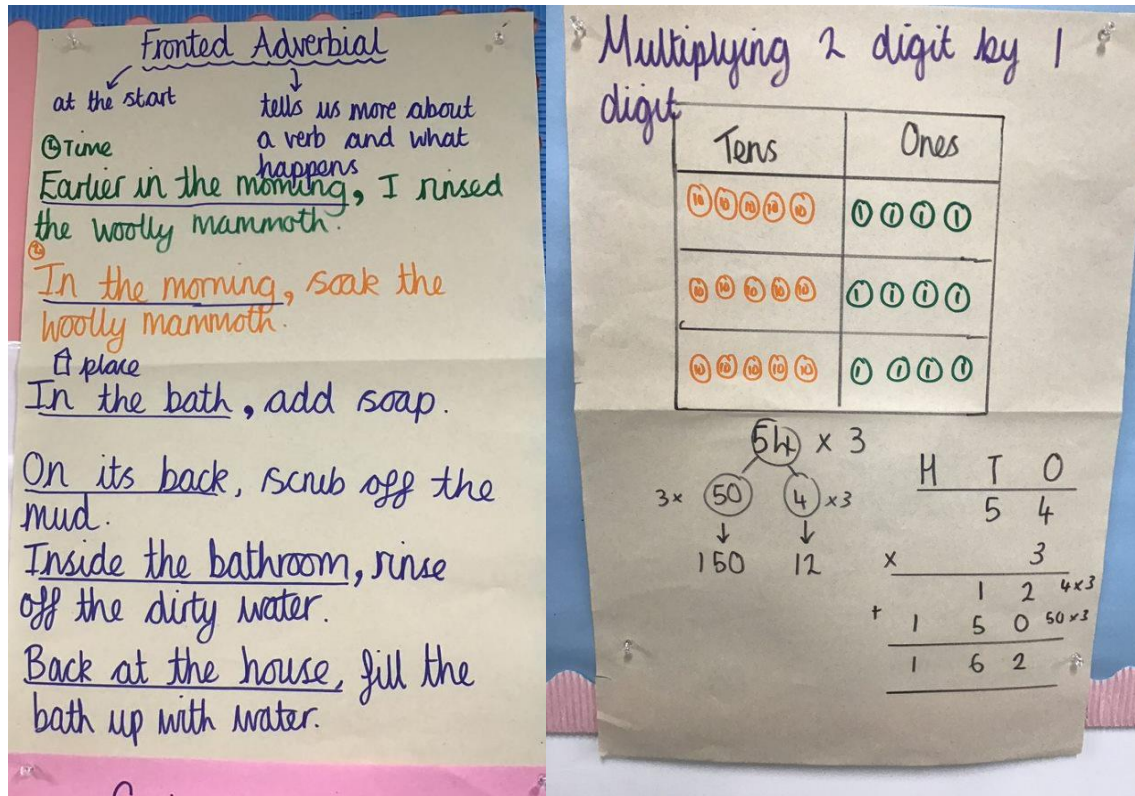 Fronted Adverbial
at the start
tells us more about
a verb and what
happens
Time
Earlier in the morning, I rinsed
the woolly mammoth.
In the morning, soak the
woolly mammoth.
place
In the bath, add soap.
On its back, scrub off the
mud.
Inside the bathroom, rinse
off the dirty water.
Back at the house, fill the
bath up with water.
Multiplying 2 digit by 1
digit
Tens Ones
10 10 10 10 10 1 1 1 1
10 10 10 10 10 1 1 1 1
10 10 10 10 10 1 1 1 1
54 x 3
3x 50 4 x3
150 12
H T O
5 4
x 3
1 2 4x3
+ 1 5 0 50x3
1 6 2